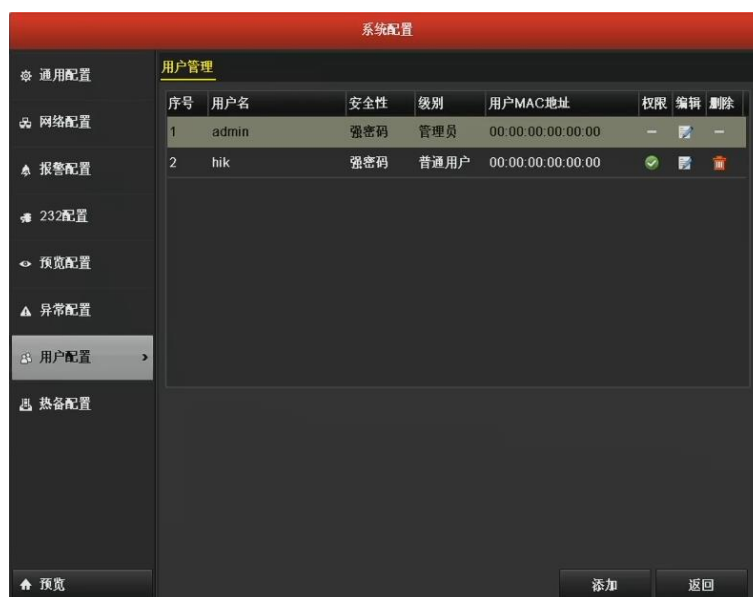 系统配置
通用配置
网络配置
报警配置
232配置
预览配置
异常配置
用户配置
热备配置
预览
用户管理
序号 用户名 安全性 级别 用户MAC地址 权限 编辑 删除
1 admin 强密码 管理员 00:00:00:00:00:00 – –
2 hik 强密码 普通用户 00:00:00:00:00:00
添加 返回